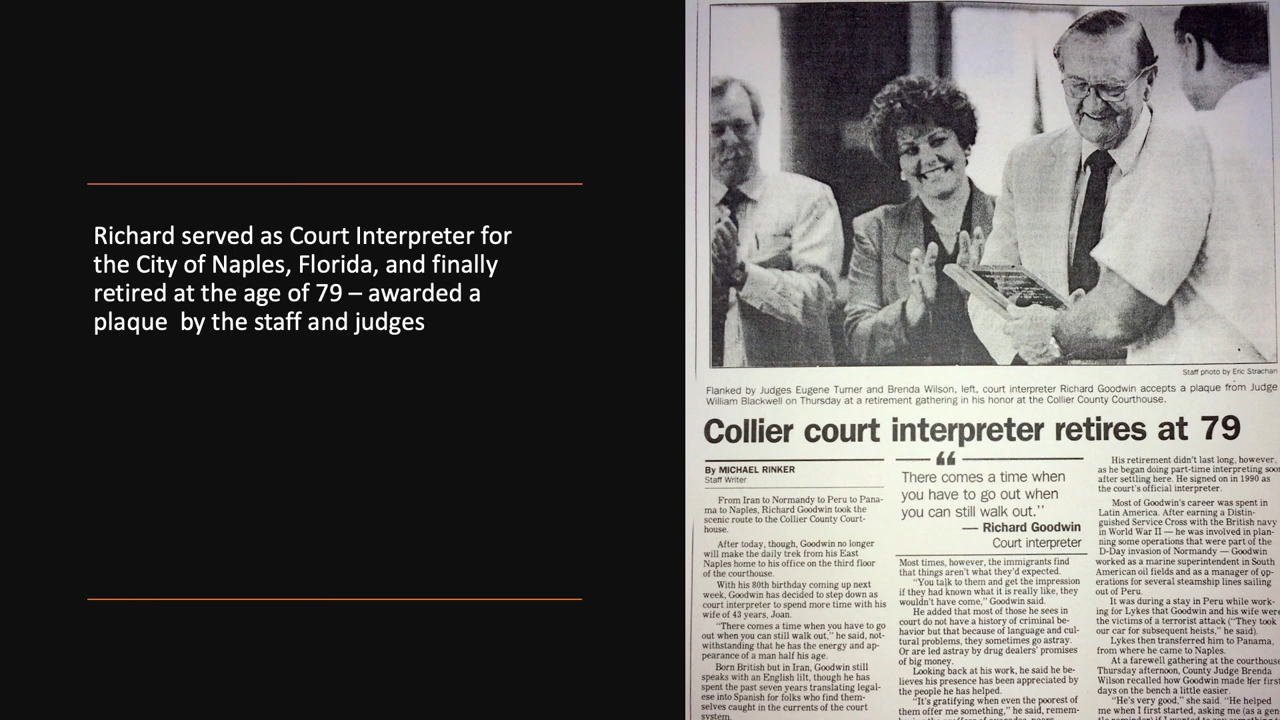 Richard served as Court Interpreter for
the City of Naples, Florida, and finally
retired at the age of 79 – awarded a
plaque  by the staff and judges
Staff photo by Eric Strachan
Flanked by Judges Eugene Turner and Brenda Wilson, left, court interpreter Richard Goodwin accepts a plaque from Judge
William Blackwell on Thursday at a retirement gathering in his honor at the Collier County Courthouse.
Collier court interpreter retires at 79
By MICHAEL RINKER
Staff Writer
From Iran to Normandy to Peru to Pana-
ma to Naples, Richard Goodwin took the
scenic route to the Collier County Court-
house.
After today, though, Goodwin no longer
will make the daily trek from his East
Naples home to his office on the third floor
of the courthouse.
With his 80th birthday coming up next
week, Goodwin has decided to step down as
court interpreter to spend more time with his
wife of 43 years, Joan.
"There comes a time when you have to go
out when you can still walk out," he said, not-
withstanding that he has the energy and ap-
pearance of a man half his age.
Born British but in Iran, Goodwin still
speaks with an English lilt, though he has
spent the past seven years translating legal-
ese into Spanish for folks who find them-
selves caught in the currents of the court
system.
“
There comes a time when
you have to go out when
you can still walk out.''
— Richard Goodwin
Court interpreter
Most times, however, the immigrants find
that things aren't what they'd expected.
"You talk to them and get the impression
if they had known what it is really like, they
wouldn't have come," Goodwin said.
He added that most of those he sees in
court do not have a history of criminal be-
havior but that because of language and cul-
tural problems, they sometimes go astray.
Or are led astray by drug dealers' promises
of big money.
Looking back at his work, he said he be-
lieves his presence has been appreciated by
the people he has helped.
"It's gratifying when even the poorest of
them offer me something," he said, remem-
His retirement didn't last long, however,
as he began doing part-time interpreting soon
after settling here. He signed on in 1990 as
the court's official interpreter.
Most of Goodwin's career was spent in
Latin America. After earning a Distin-
guished Service Cross with the British navy
in World War II — he was involved in plan-
ning some operations that were part of the
D-Day invasion of Normandy — Goodwin
worked as a marine superintendent in South
American oil fields and as a manager of op-
erations for several steamship lines sailing
out of Peru.
It was during a stay in Peru while work-
ing for Lykes that Goodwin and his wife were
the victims of a terrorist attack ("They took
our car for subsequent heists," he said).
Lykes then transferred him to Panama,
from where he came to Naples.
At a farewell gathering at the courthouse
Thursday afternoon, County Judge Brenda
Wilson recalled how Goodwin made her first
days on the bench a little easier.
"He's very good," she said. "He helped
me when I first started, asking me (as a gen-